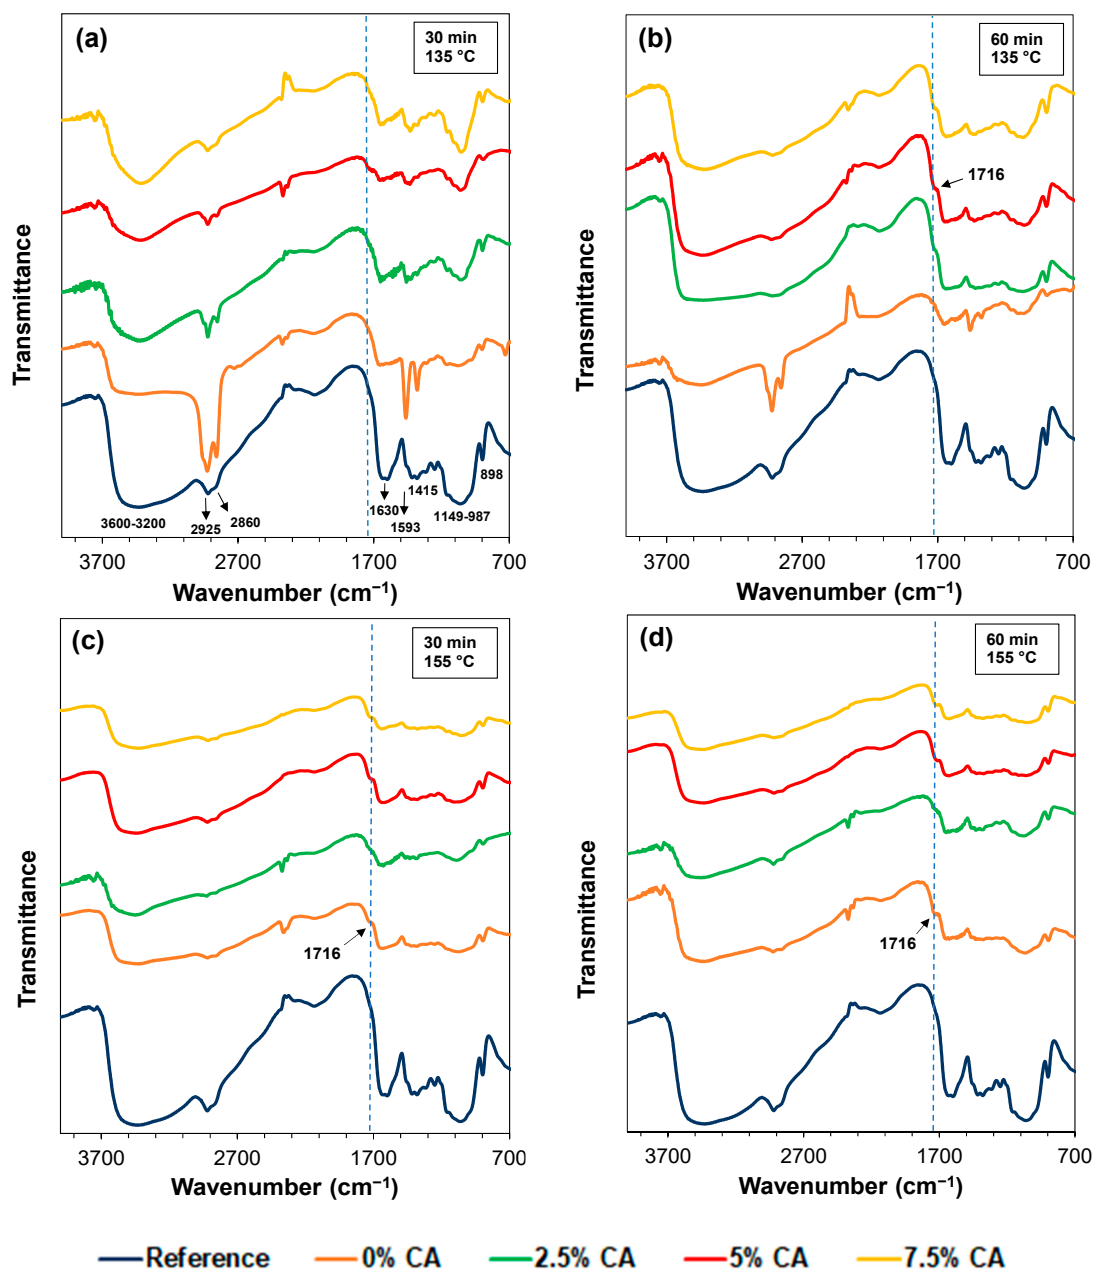 (a)
30 min
135 °C
Transmittance
3600-3200
2925
2860
1630
1593
1415
1149-987
898
3700
2700
1700
700
Wavenumber (cm⁻¹)
(b)
60 min
135 °C
Transmittance
1716
3700
2700
1700
700
Wavenumber (cm⁻¹)
(c)
30 min
155 °C
Transmittance
1716
3700
2700
1700
700
Wavenumber (cm⁻¹)
(d)
60 min
155 °C
Transmittance
1716
3700
2700
1700
700
Wavenumber (cm⁻¹)
Reference 0% CA 2.5% CA 5% CA 7.5% CA